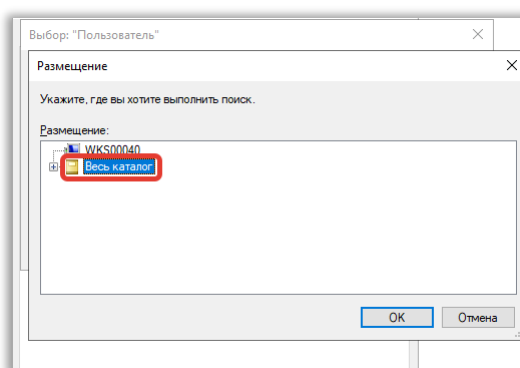 Выбор: "Пользователь"
Размещение
Укажите, где вы хотите выполнить поиск.
Размещение:
WKS00040
Весь каталог
OK
Отмена